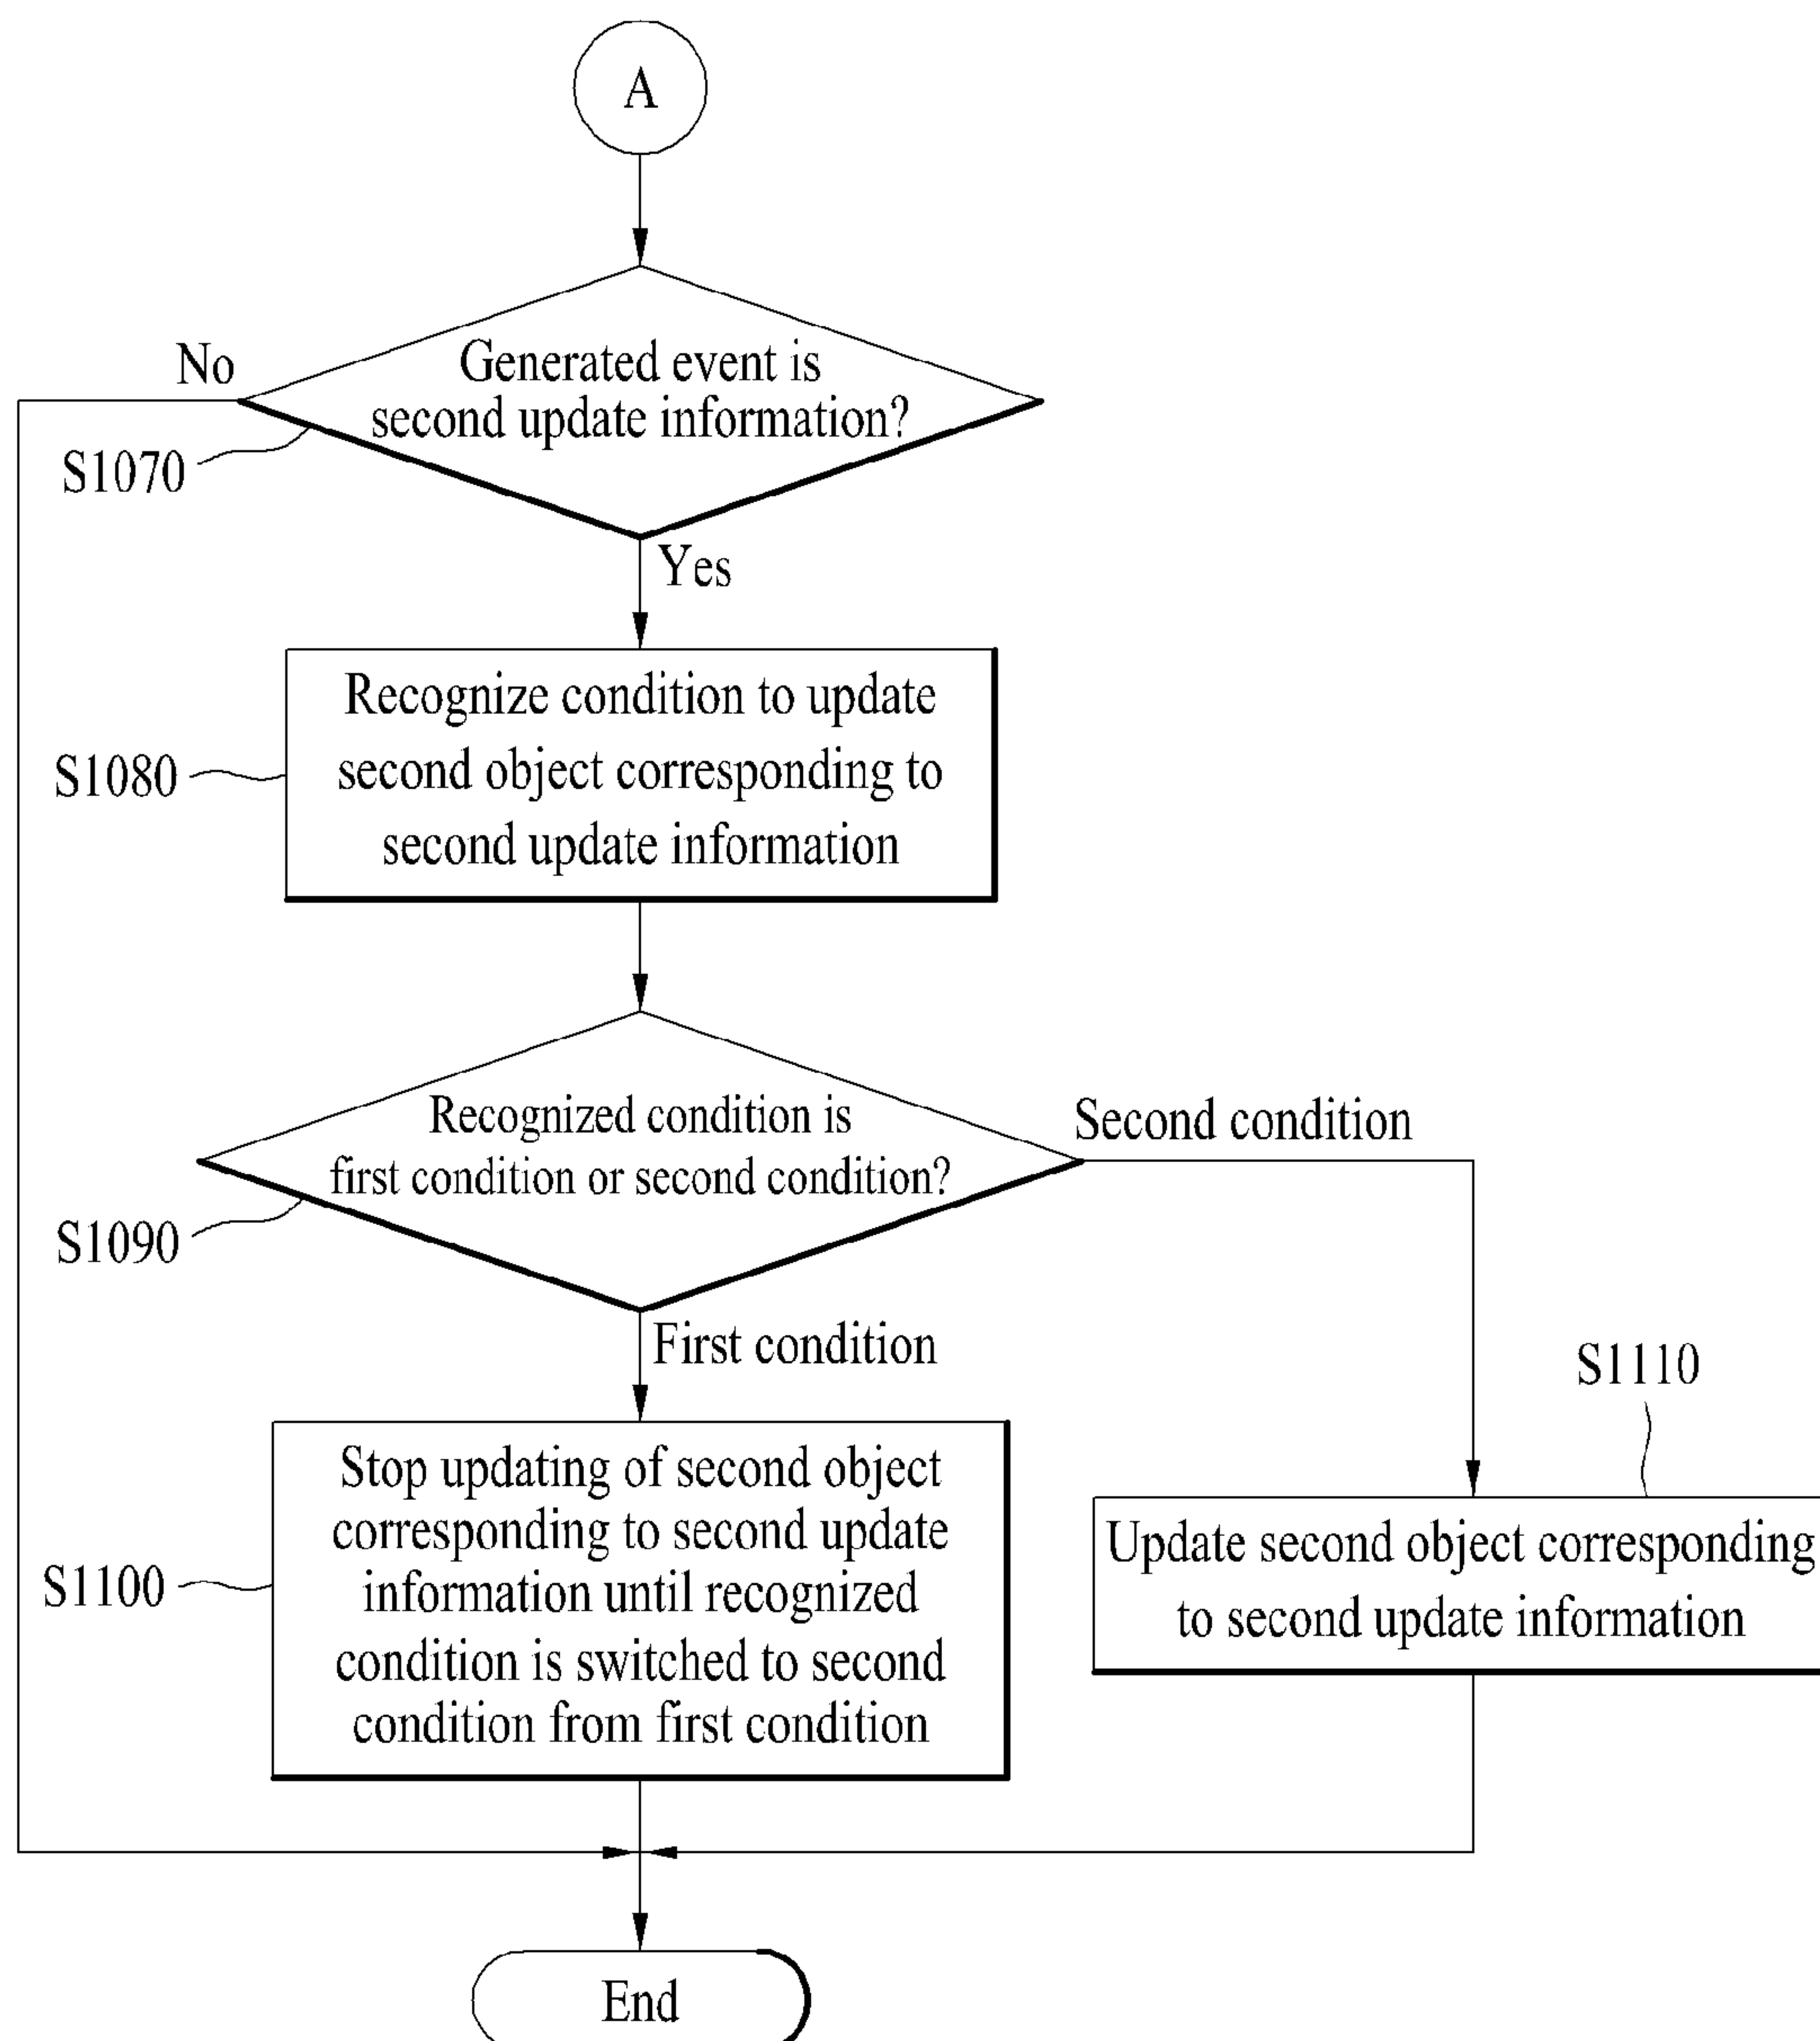 A
No
Generated event is
second update information?
S1070
Yes
Recognize condition to update
second object corresponding to
second update information
S1080
Recognized condition is
first condition or second condition?
Second condition
S1090
First condition
S1110
Stop updating of second object
corresponding to second update
information until recognized
condition is switched to second
condition from first condition
S1100
Update second object corresponding
to second update information
End